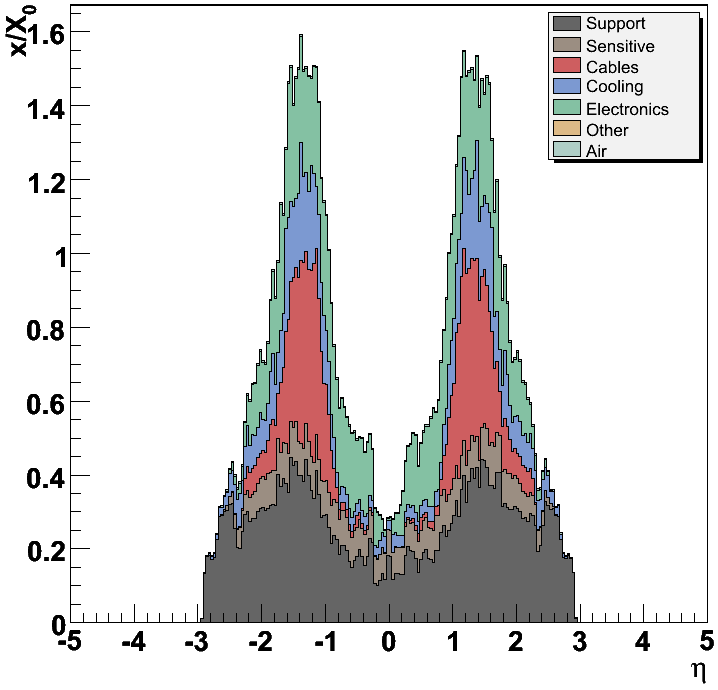 x/X0
1.6
1.4
1.2
1
0.8
0.6
0.4
0.2
0
Support
Sensitive
Cables
Cooling
Electronics
Other
Air
-5 -4 -3 -2 -1 0 1 2 3 4 5
η